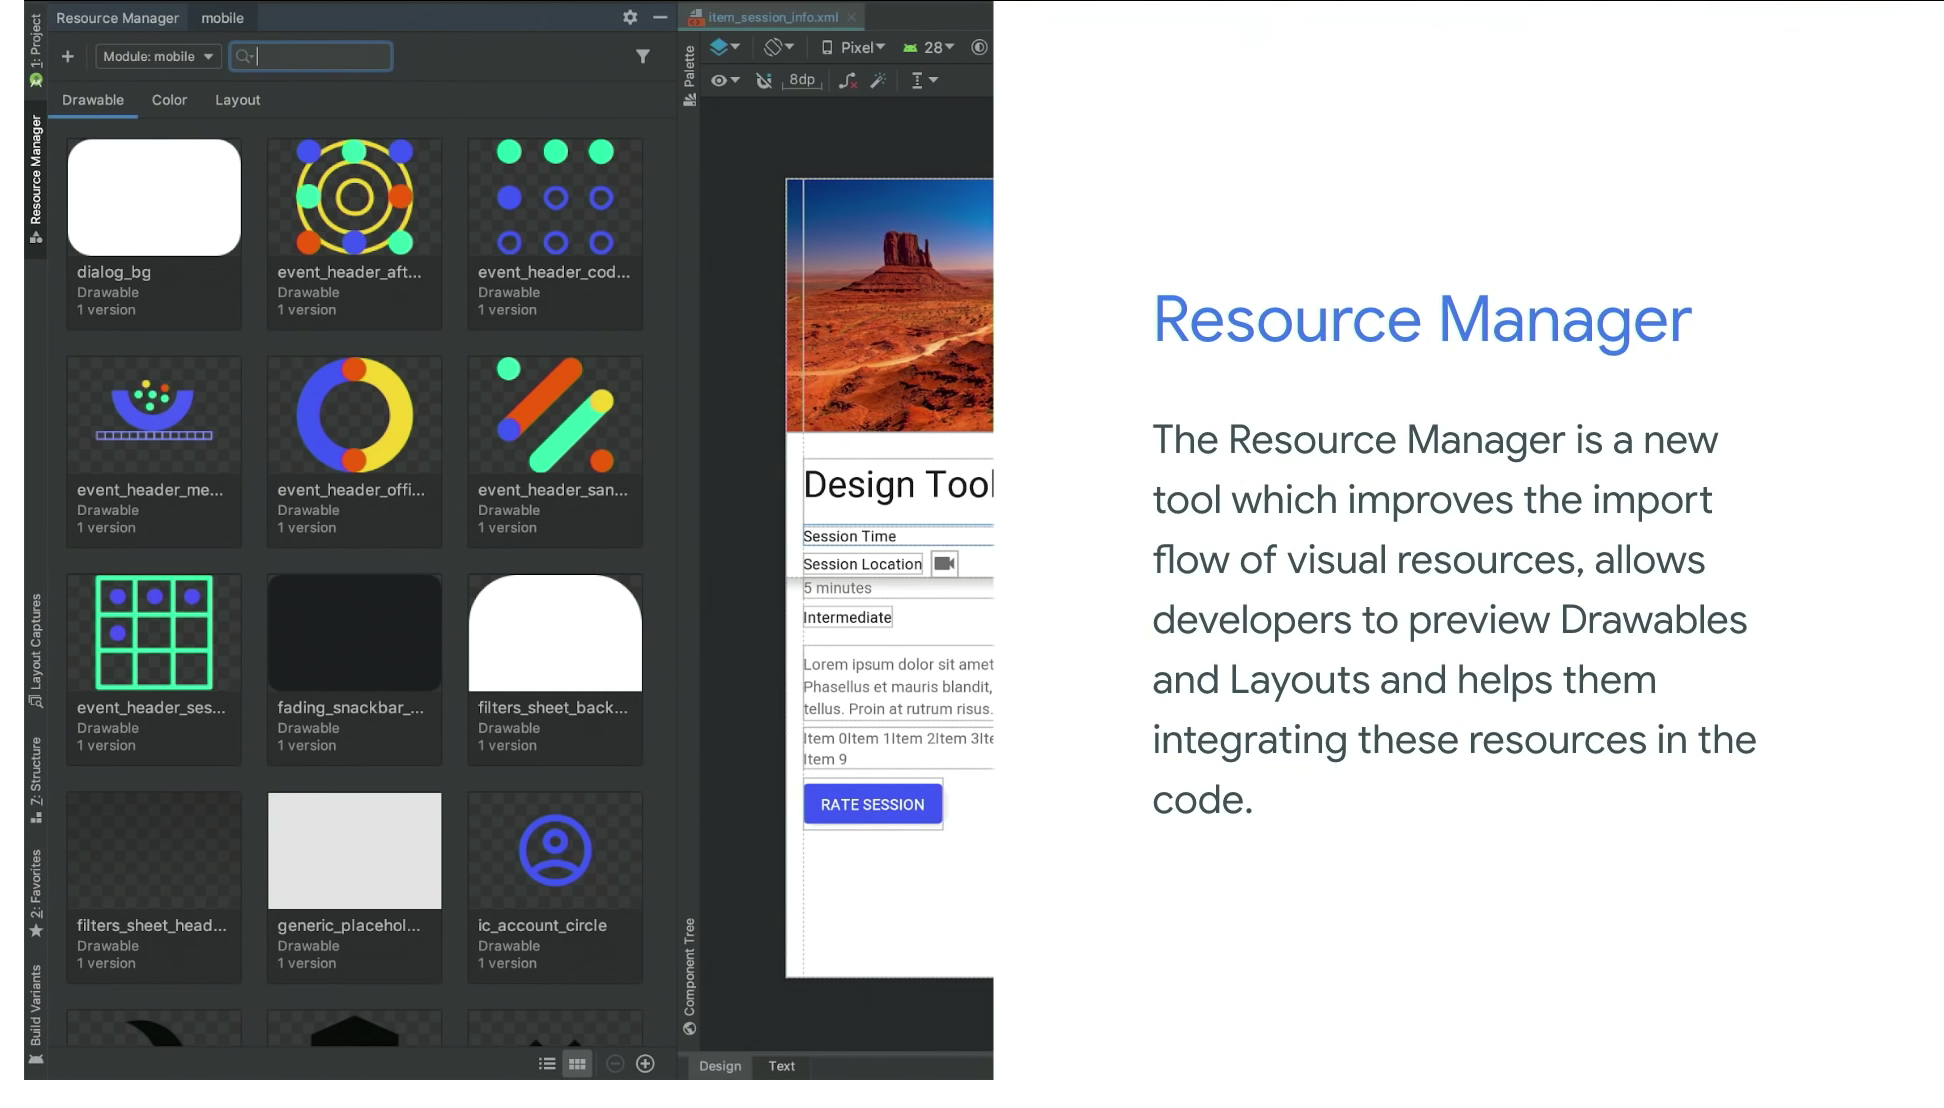 Resource Manager
mobile
item_session_info.xml
1: Project
Module: mobile
Pixel
28
8dp
Palette
Drawable
Color
Layout
Resource Manager
dialog_bg
Drawable
1 version
event_header_aft...
Drawable
1 version
event_header_cod...
Drawable
1 version
event_header_me...
Drawable
1 version
event_header_offi...
Drawable
1 version
event_header_san...
Drawable
1 version
event_header_ses...
Drawable
1 version
fading_snackbar_...
Drawable
1 version
filters_sheet_back...
Drawable
1 version
filters_sheet_head...
Drawable
1 version
generic_placehol...
Drawable
1 version
ic_account_circle
Drawable
1 version
Layout Captures
7: Structure
2: Favorites
Build Variants
Component Tree
Design
Text
Design Tool
Session Time
Session Location
5 minutes
Intermediate
Lorem ipsum dolor sit amet
Phasellus et mauris blandit,
tellus. Proin at rutrum risus.
Item 0Item 1Item 2Item 3Ite
Item 9
RATE SESSION
Resource Manager
The Resource Manager is a new
tool which improves the import
flow of visual resources, allows
developers to preview Drawables
and Layouts and helps them
integrating these resources in the
code.